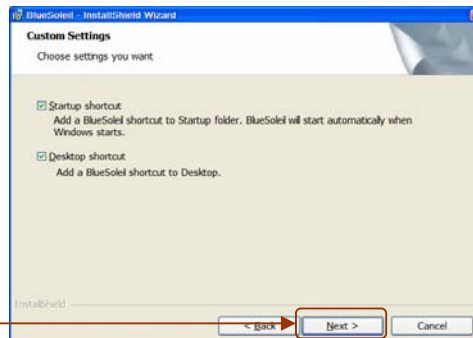 BlueSoleil - InstallShield Wizard
Custom Settings
Choose settings you want
Startup shortcut
Add a BlueSoleil shortcut to Startup folder. BlueSoleil will start automatically when
Windows starts.
Desktop shortcut
Add a BlueSoleil shortcut to Desktop.
InstallShield
< Back
Next >
Cancel